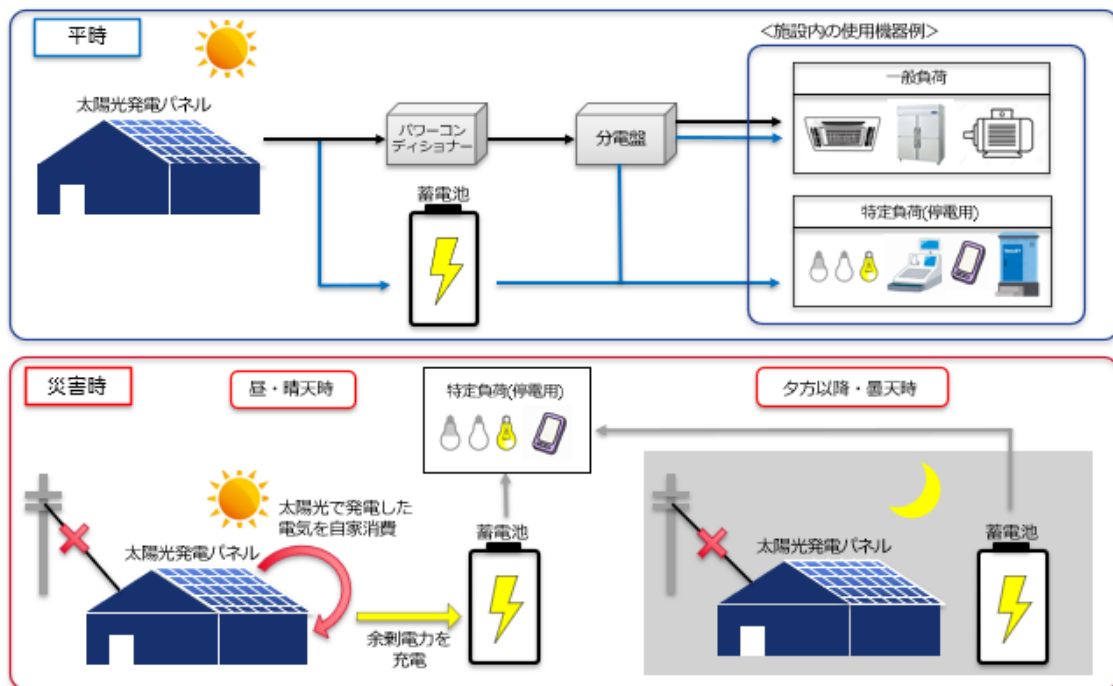 平時
<施設内の使用機器例>
一般負荷
太陽光発電パネル
パワーコン
ディショナー
分電盤
蓄電池
特定負荷(停電用)
災害時
昼・晴天時
特定負荷(停電用)
夕方以降・曇天時
太陽光で発電した
電気を自家消費
太陽光発電パネル
蓄電池
余剰電力を
充電
太陽光発電パネル
蓄電池